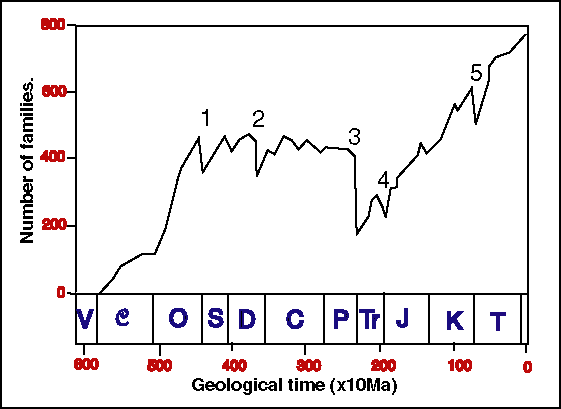 Number of families.
800
600
400
200
0
1
2
3
4
5
V Є O S D C P Tr J K T
600 500 400 300 200 100 0
Geological time (x10Ma)